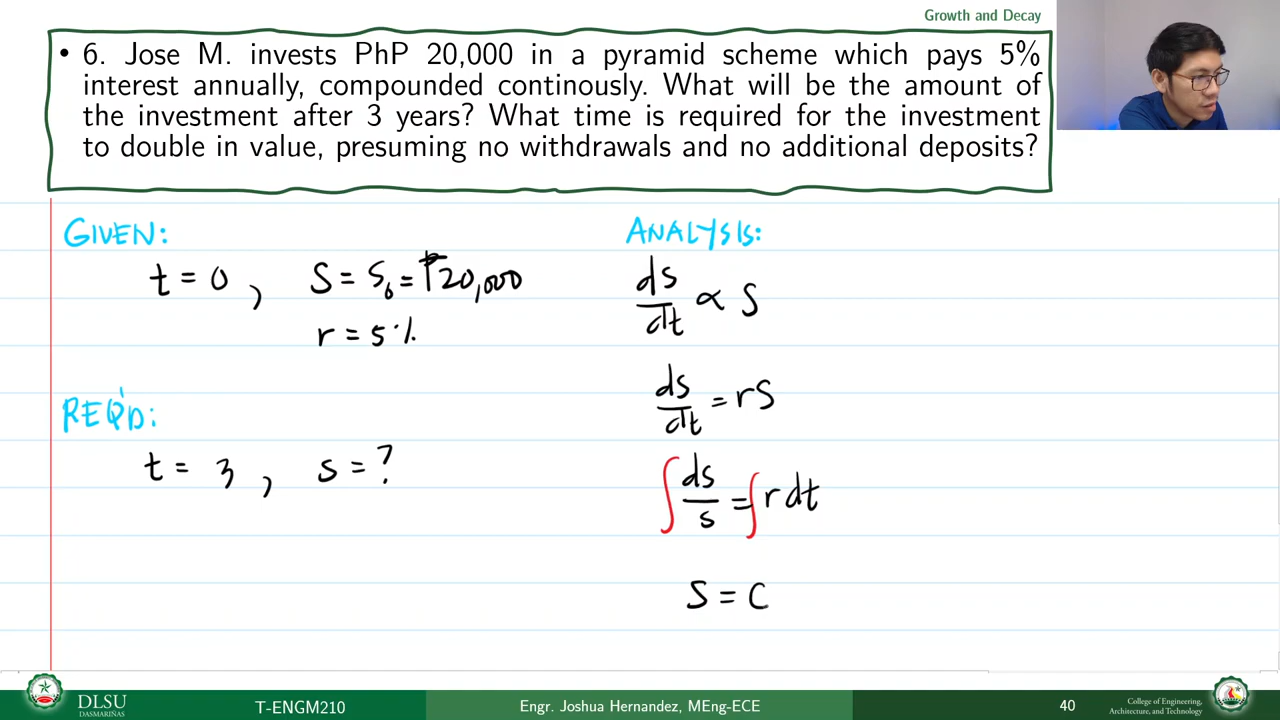 Growth and Decay
• 6. Jose M. invests PhP 20,000 in a pyramid scheme which pays 5%
interest annually, compounded continously. What will be the amount of
the investment after 3 years? What time is required for the investment
to double in value, presuming no withdrawals and no additional deposits?
GIVEN:
t = 0, S = S₀ = ₱20,000
r = 5%
REQ'D:
t = 3, s = ?
ANALYSIS:
ds/dt ∝ S
ds/dt = rS
∫ ds/s = ∫ r dt
S = C
DLSU
DASMARIÑAS
T-ENGM210
Engr. Joshua Hernandez, MEng-ECE
40
College of Engineering,
Architecture, and Technology